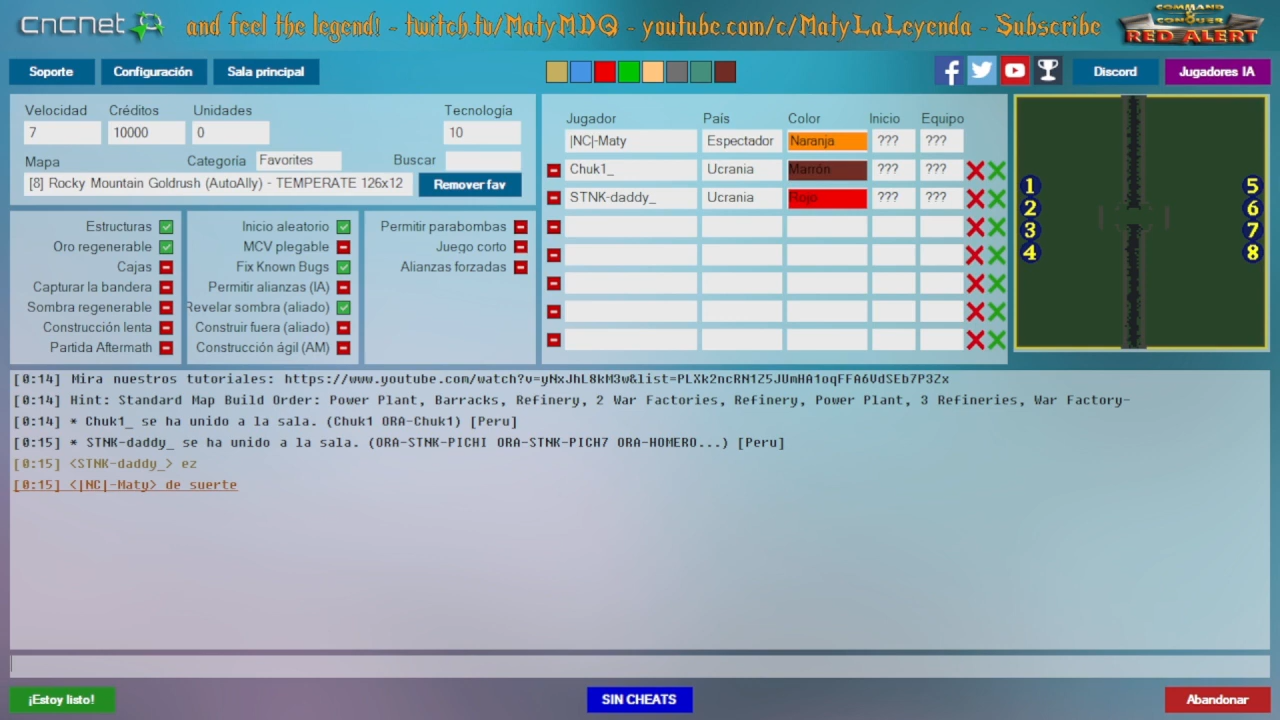 CnCNet
and feel the legend! - twitch.tv/MatyMDQ - youtube.com/c/MatyLaLeyenda - Subscribe
COMMAND & CONQUER
RED ALERT
Soporte
Configuración
Sala principal
Discord
Jugadores IA
Velocidad
Créditos
Unidades
Tecnología
7
10000
0
10
Mapa
Categoría
Favorites
Buscar
[8] Rocky Mountain Goldrush (AutoAlly) - TEMPERATE 126x12
Remover fav
Jugador
País
Color
Inicio
Equipo
|NC|-Maty
Espectador
Naranja
???
???
Chuk1_
Ucrania
Marrón
???
???
STNK-daddy_
Ucrania
Rojo
???
???
1
2
3
4
5
6
7
8
Estructuras
Oro regenerable
Cajas
Capturar la bandera
Sombra regenerable
Construcción lenta
Partida Aftermath
Inicio aleatorio
MCV plegable
Fix Known Bugs
Permitir alianzas (IA)
Revelar sombra (aliado)
Construir fuera (aliado)
Construcción ágil (AM)
Permitir parabombas
Juego corto
Alianzas forzadas
[0:14] Mira nuestros tutoriales: https://www.youtube.com/watch?v=yNxJhL8kM3w&list=PLXk2ncRN1Z5JUmHA1oqFFA6VdSEb7P3Zx
[0:14] Hint: Standard Map Build Order: Power Plant, Barracks, Refinery, 2 War Factories, Refinery, Power Plant, 3 Refineries, War Factory-
[0:14] * Chuk1_ se ha unido a la sala. (Chuk1 ORA-Chuk1) [Peru]
[0:15] * STNK-daddy_ se ha unido a la sala. (ORA-STNK-PICHI ORA-STNK-PICH7 ORA-HOMERO...) [Peru]
[0:15] <STNK-daddy_> ez
[0:15] <|NC|-Maty> de suerte
¡Estoy listo!
SIN CHEATS
Abandonar